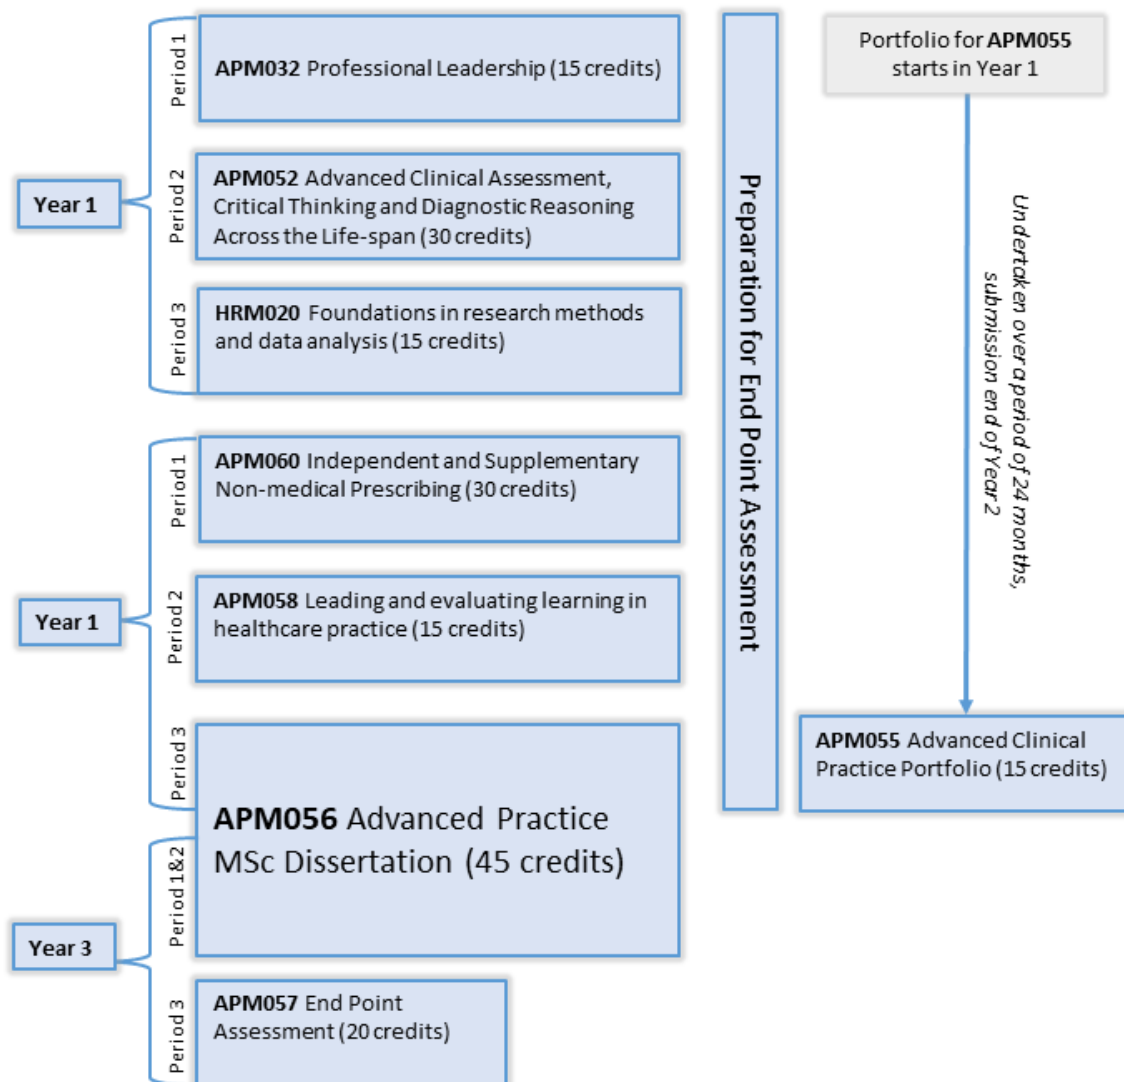 Period 1
APM032 Professional Leadership (15 credits)
Year 1
Period 2
APM052 Advanced Clinical Assessment,
Critical Thinking and Diagnostic Reasoning
Across the Life-span (30 credits)
Period 3
HRM020 Foundations in research methods
and data analysis (15 credits)
Period 1
APM060 Independent and Supplementary
Non-medical Prescribing (30 credits)
Year 1
Period 2
APM058 Leading and evaluating learning in
healthcare practice (15 credits)
Period 3
APM056 Advanced Practice
MSc Dissertation (45 credits)
Period 1&2
Year 3
Period 3
APM057 End Point
Assessment (20 credits)
Preparation for End Point Assessment
Portfolio for APM055
starts in Year 1
Undertaken over a period of 24 months,
submission end of Year 2
APM055 Advanced Clinical
Practice Portfolio (15 credits)